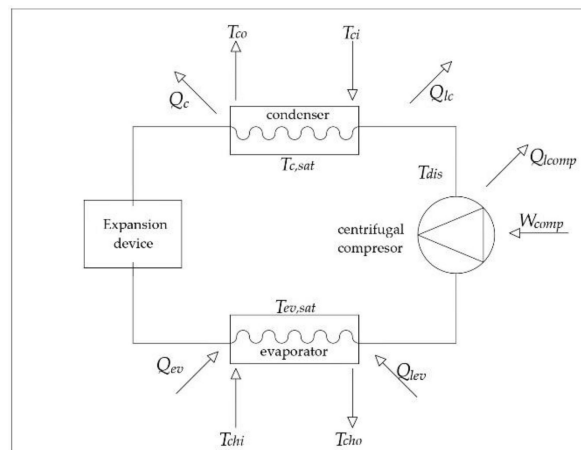 Tco
Tci
Qc
condenser
Qlc
Tc,sat
Tdis
Qlcomp
Expansion
device
centrifugal
compresor
Wcomp
Tev,sat
evaporator
Qev
Qlev
Tchi
Tcho